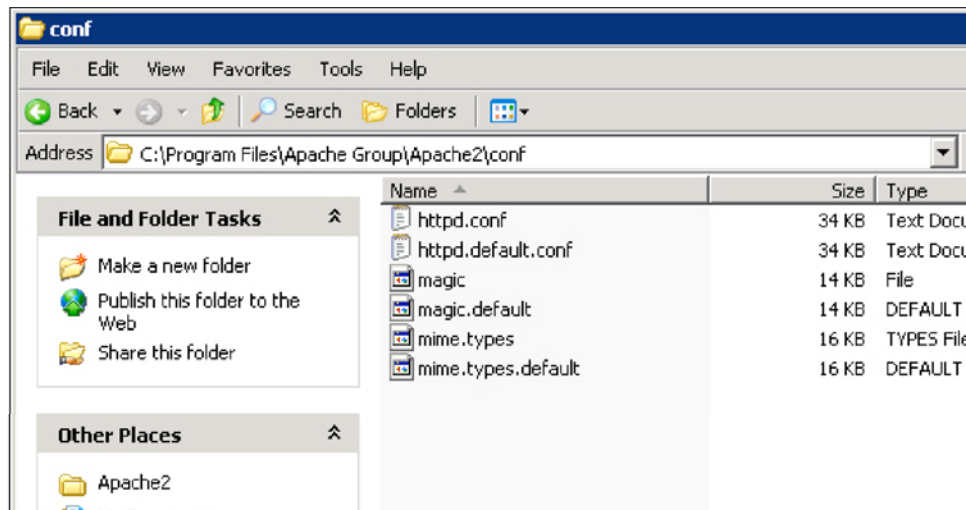 conf
File Edit View Favorites Tools Help
Back Search Folders
Address C:\Program Files\Apache Group\Apache2\conf
Name Size Type
File and Folder Tasks
Make a new folder
Publish this folder to the
Web
Share this folder
Other Places
Apache2
httpd.conf 34 KB Text Docu
httpd.default.conf 34 KB Text Docu
magic 14 KB File
magic.default 14 KB DEFAULT
mime.types 16 KB TYPES File
mime.types.default 16 KB DEFAULT